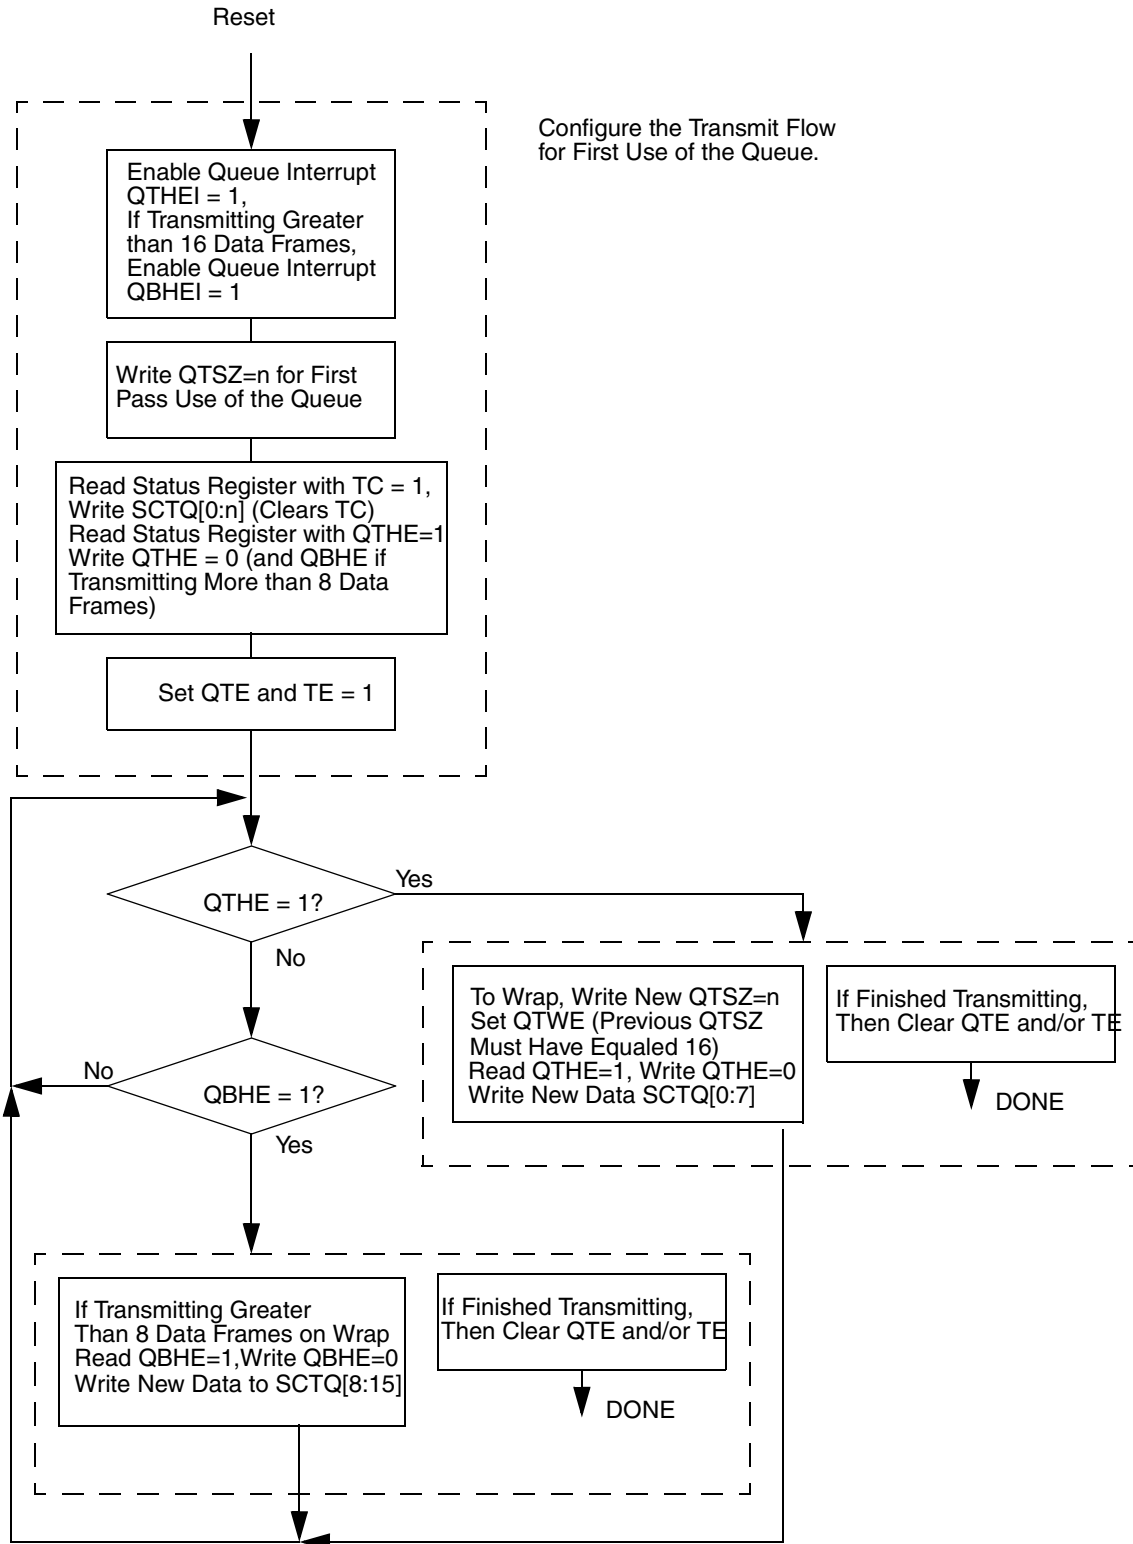 Reset
Configure the Transmit Flow
for First Use of the Queue.
Enable Queue Interrupt
QTHEI = 1,
If Transmitting Greater
than 16 Data Frames,
Enable Queue Interrupt
QBHEI = 1
Write QTSZ=n for First
Pass Use of the Queue
Read Status Register with TC = 1,
Write SCTQ[0:n] (Clears TC)
Read Status Register with QTHE=1
Write QTHE = 0 (and QBHE if
Transmitting More than 8 Data
Frames)
Set QTE and TE = 1
QTHE = 1?
Yes
No
To Wrap, Write New QTSZ=n
Set QTWE (Previous QTSZ
Must Have Equaled 16)
Read QTHE=1, Write QTHE=0
Write New Data SCTQ[0:7]
If Finished Transmitting,
Then Clear QTE and/or TE
DONE
No
QBHE = 1?
Yes
If Transmitting Greater
Than 8 Data Frames on Wrap
Read QBHE=1,Write QBHE=0
Write New Data to SCTQ[8:15]
If Finished Transmitting,
Then Clear QTE and/or TE
DONE